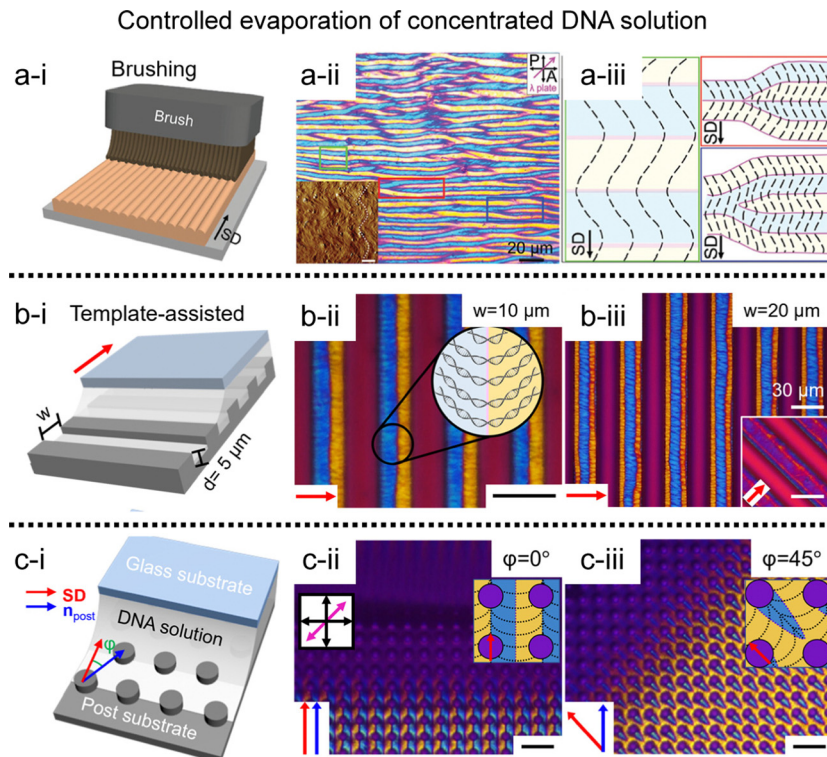 Controlled evaporation of concentrated DNA solution
a-i
Brushing
Brush
SD
a-ii
P
A
λ plate
20 μm
a-iii
SD
SD
SD
b-i
Template-assisted
w
d= 5 μm
b-ii
w=10 μm
b-iii
w=20 μm
30 μm
c-i
Glass substrate
SD
n post
DNA solution
φ
Post substrate
c-ii
φ=0°
c-iii
φ=45°